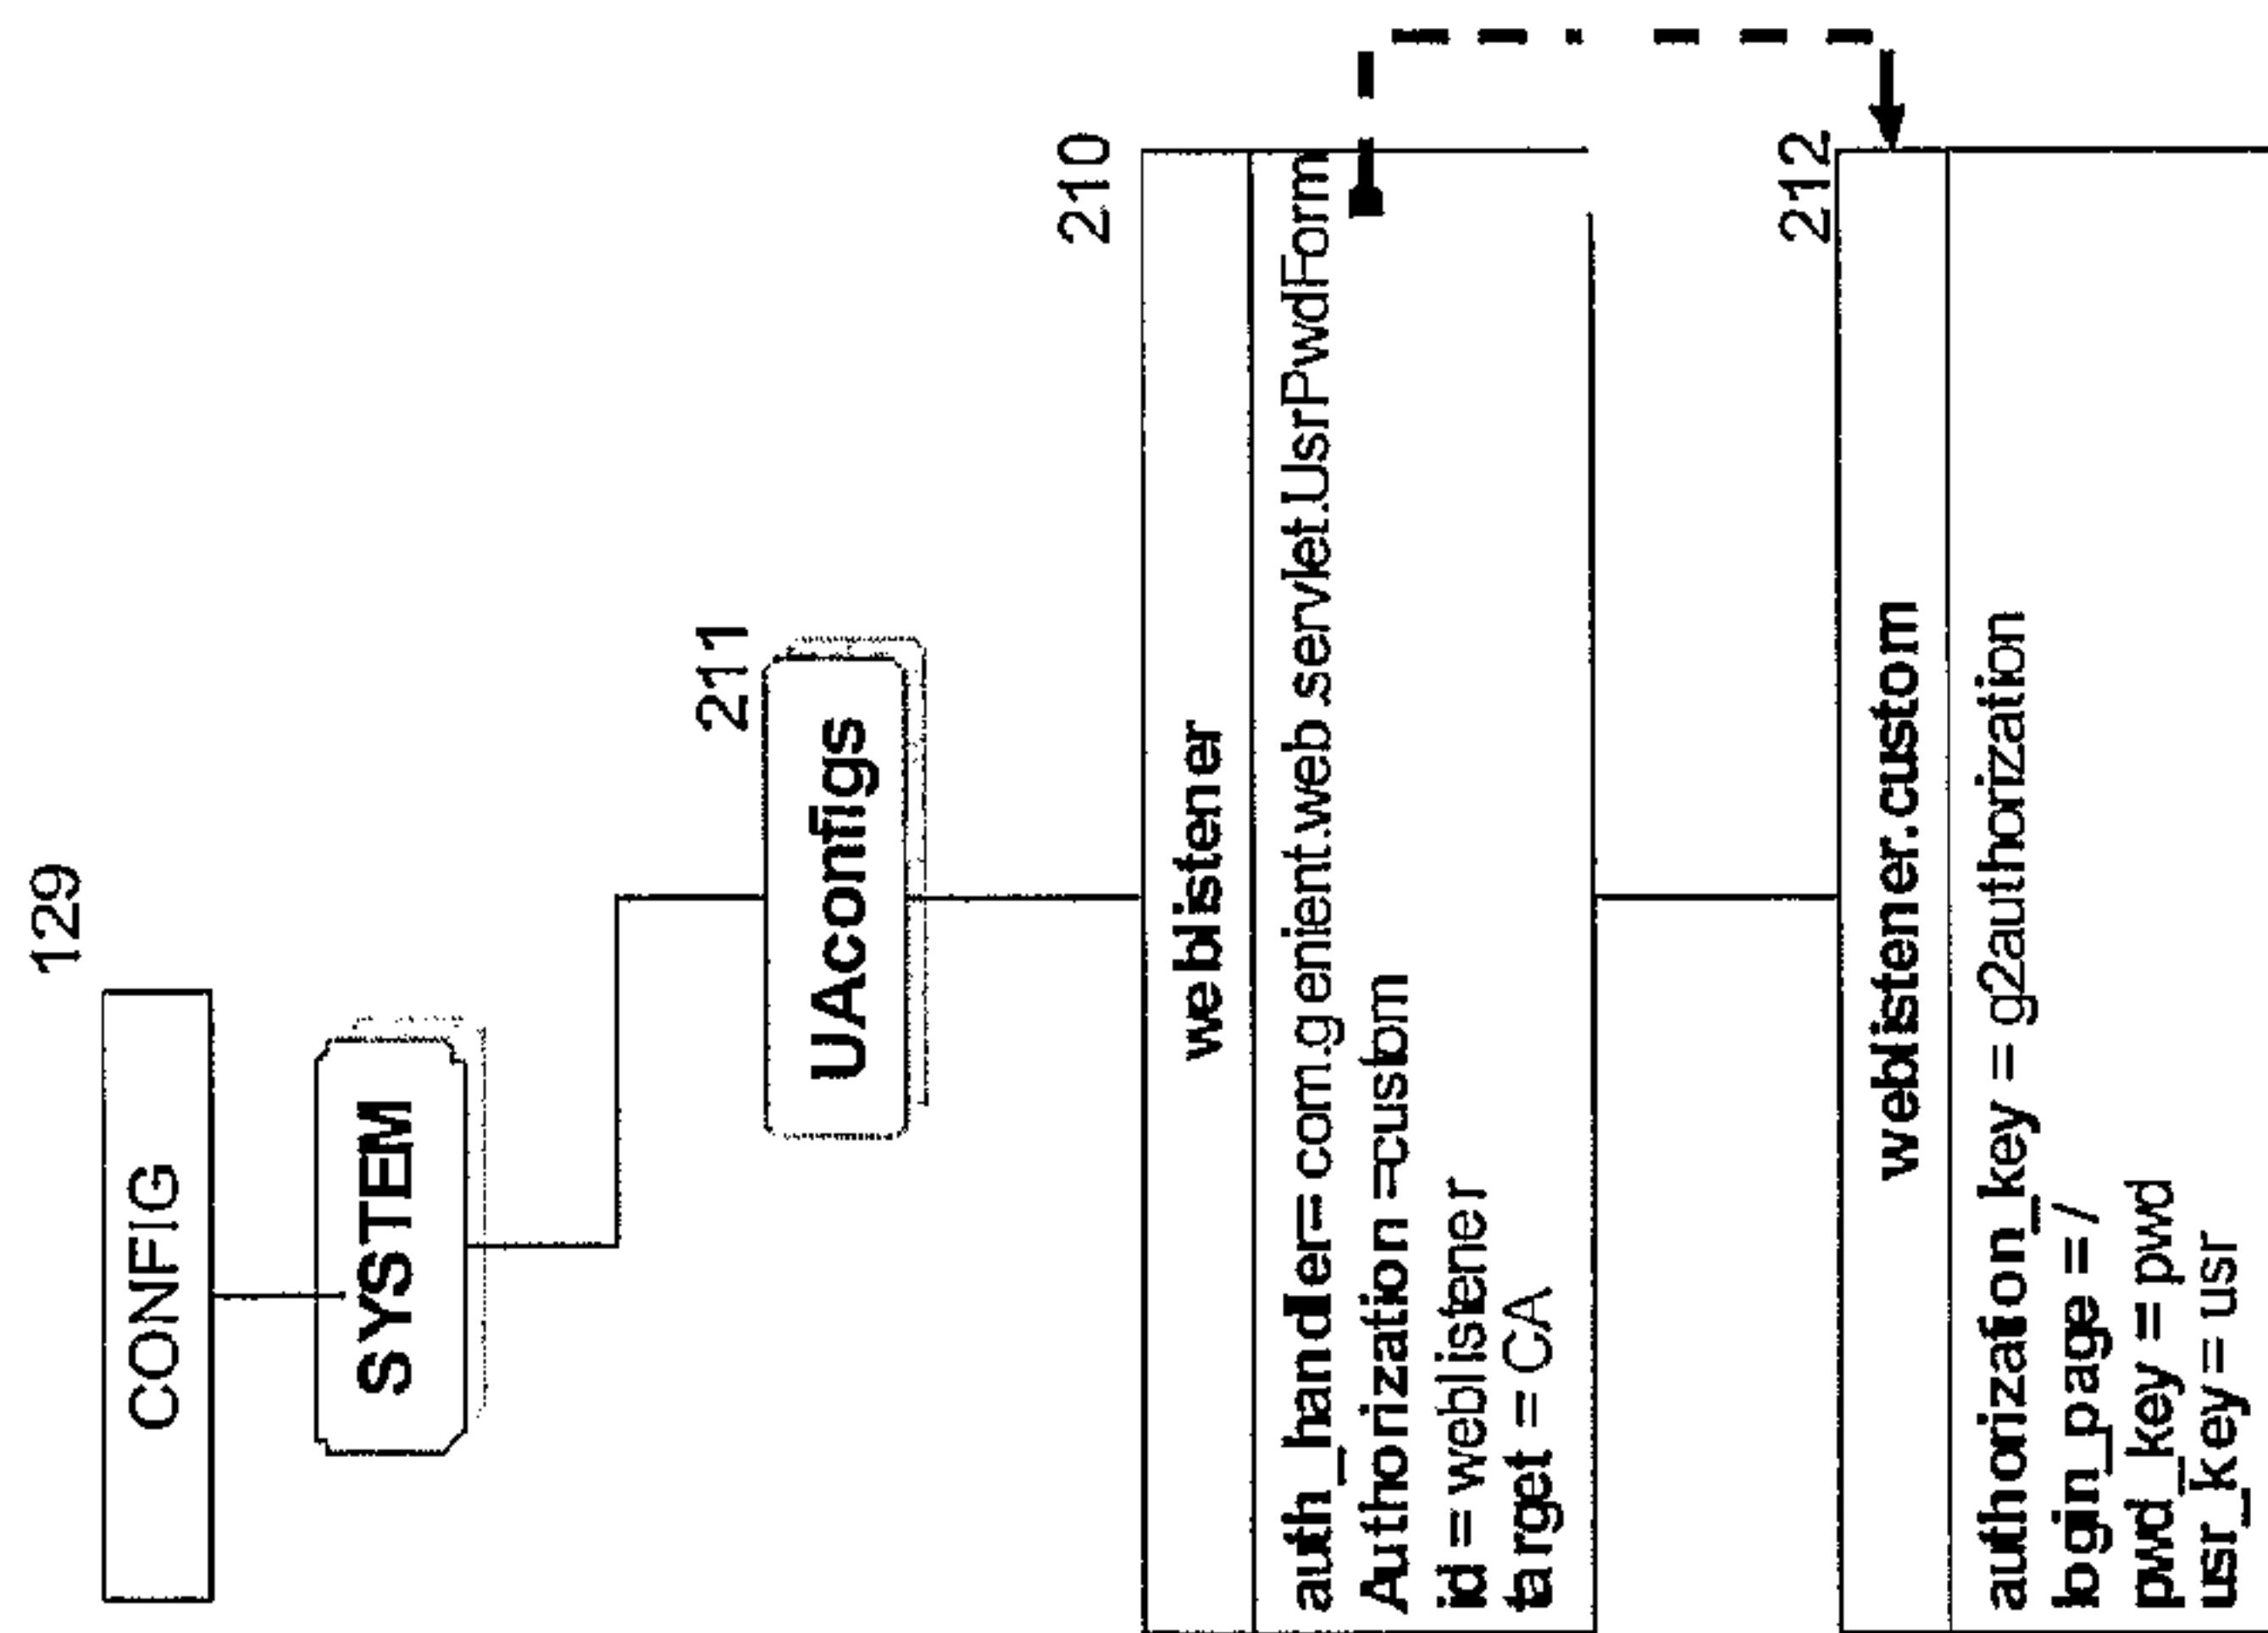 129
CONFIG
SYSTEM
211
UAconfigs
210
weblistener
auth_hander= com.genient.web.servlet.UsrPwdForm
Authorization =custom
id = weblistener
target = CA
212
weblistener.custom
authorization_key = g2authorization
login_page = /
pwd_key = pwd
usr_key = usr